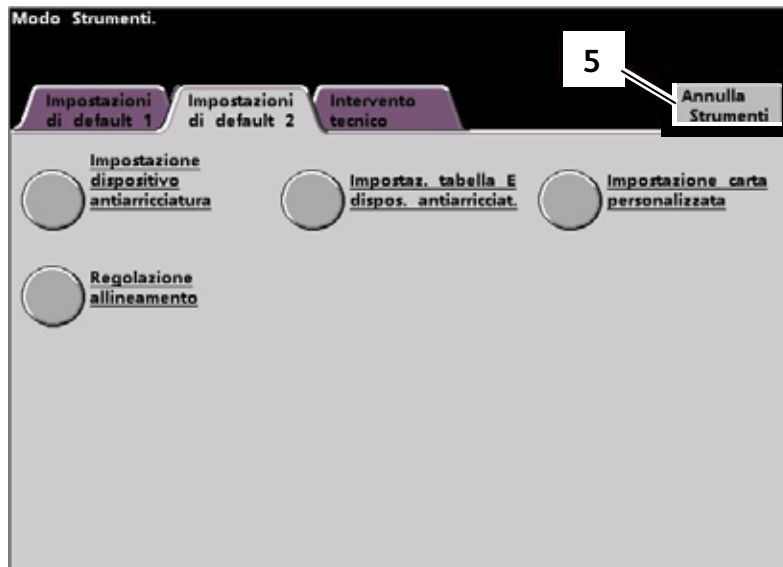 Modo Strumenti.
5
Impostazioni
di default 1
Impostazioni
di default 2
Intervento
tecnico
Annulla
Strumenti
Impostazione
dispositivo
antiarricciatura
Impostaz. tabella E
dispos. antiarricciat.
Impostazione carta
personalizzata
Regolazione
allineamento